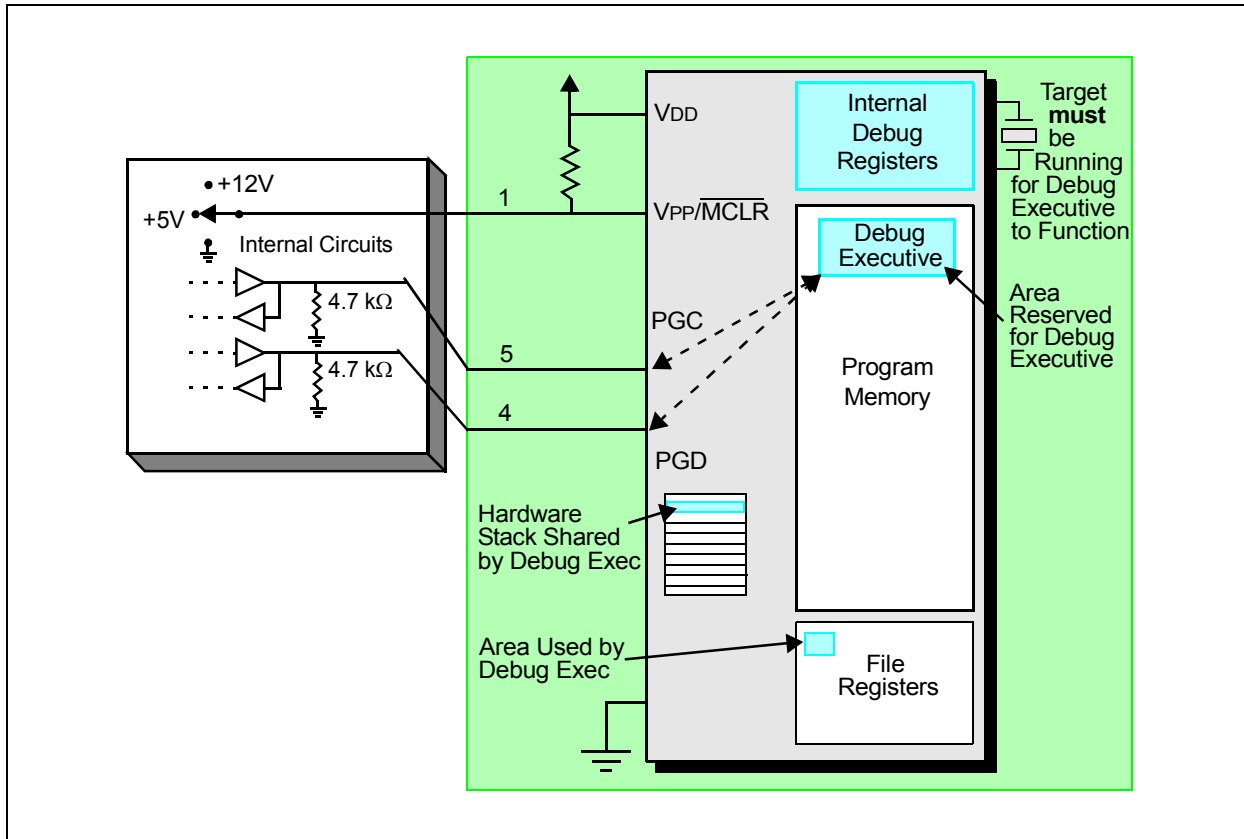 +12V
+5V
Internal Circuits
4.7 kΩ
4.7 kΩ
1
5
4
VDD
VPP/MCLR
PGC
PGD
Internal
Debug
Registers
Debug
Executive
Program
Memory
File
Registers
Hardware
Stack Shared
by Debug Exec
Area Used by
Debug Exec
Target
must
be
Running
for Debug
Executive
to Function
Area
Reserved
for Debug
Executive